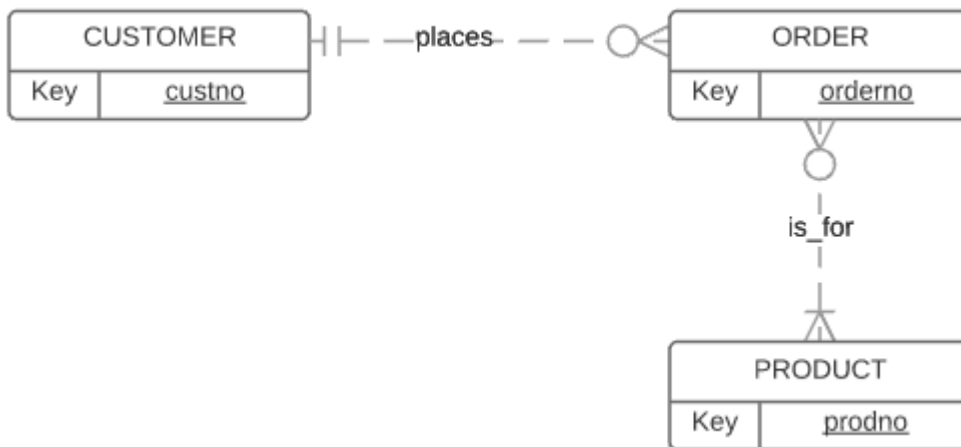 CUSTOMER
Key custno
places
ORDER
Key orderno
is_for
PRODUCT
Key prodno